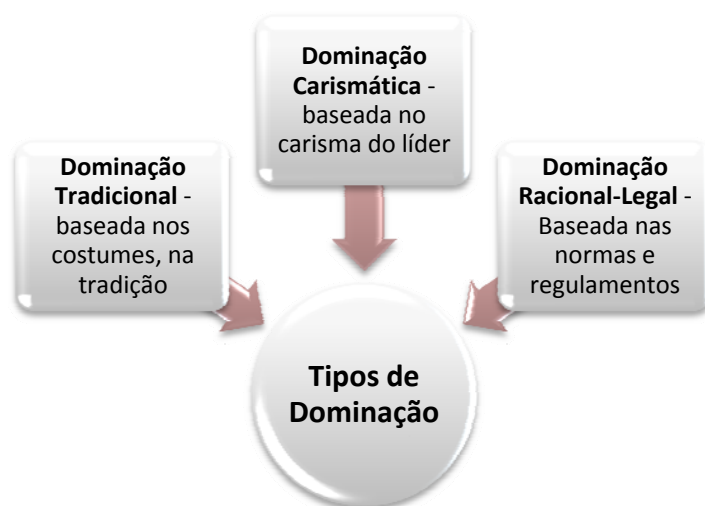 Dominação
Carismática -
baseada no
carisma do líder
Dominação
Tradicional -
baseada nos
costumes, na
tradição
Dominação
Racional-Legal -
Baseada nas
normas e
regulamentos
Tipos de
Dominação